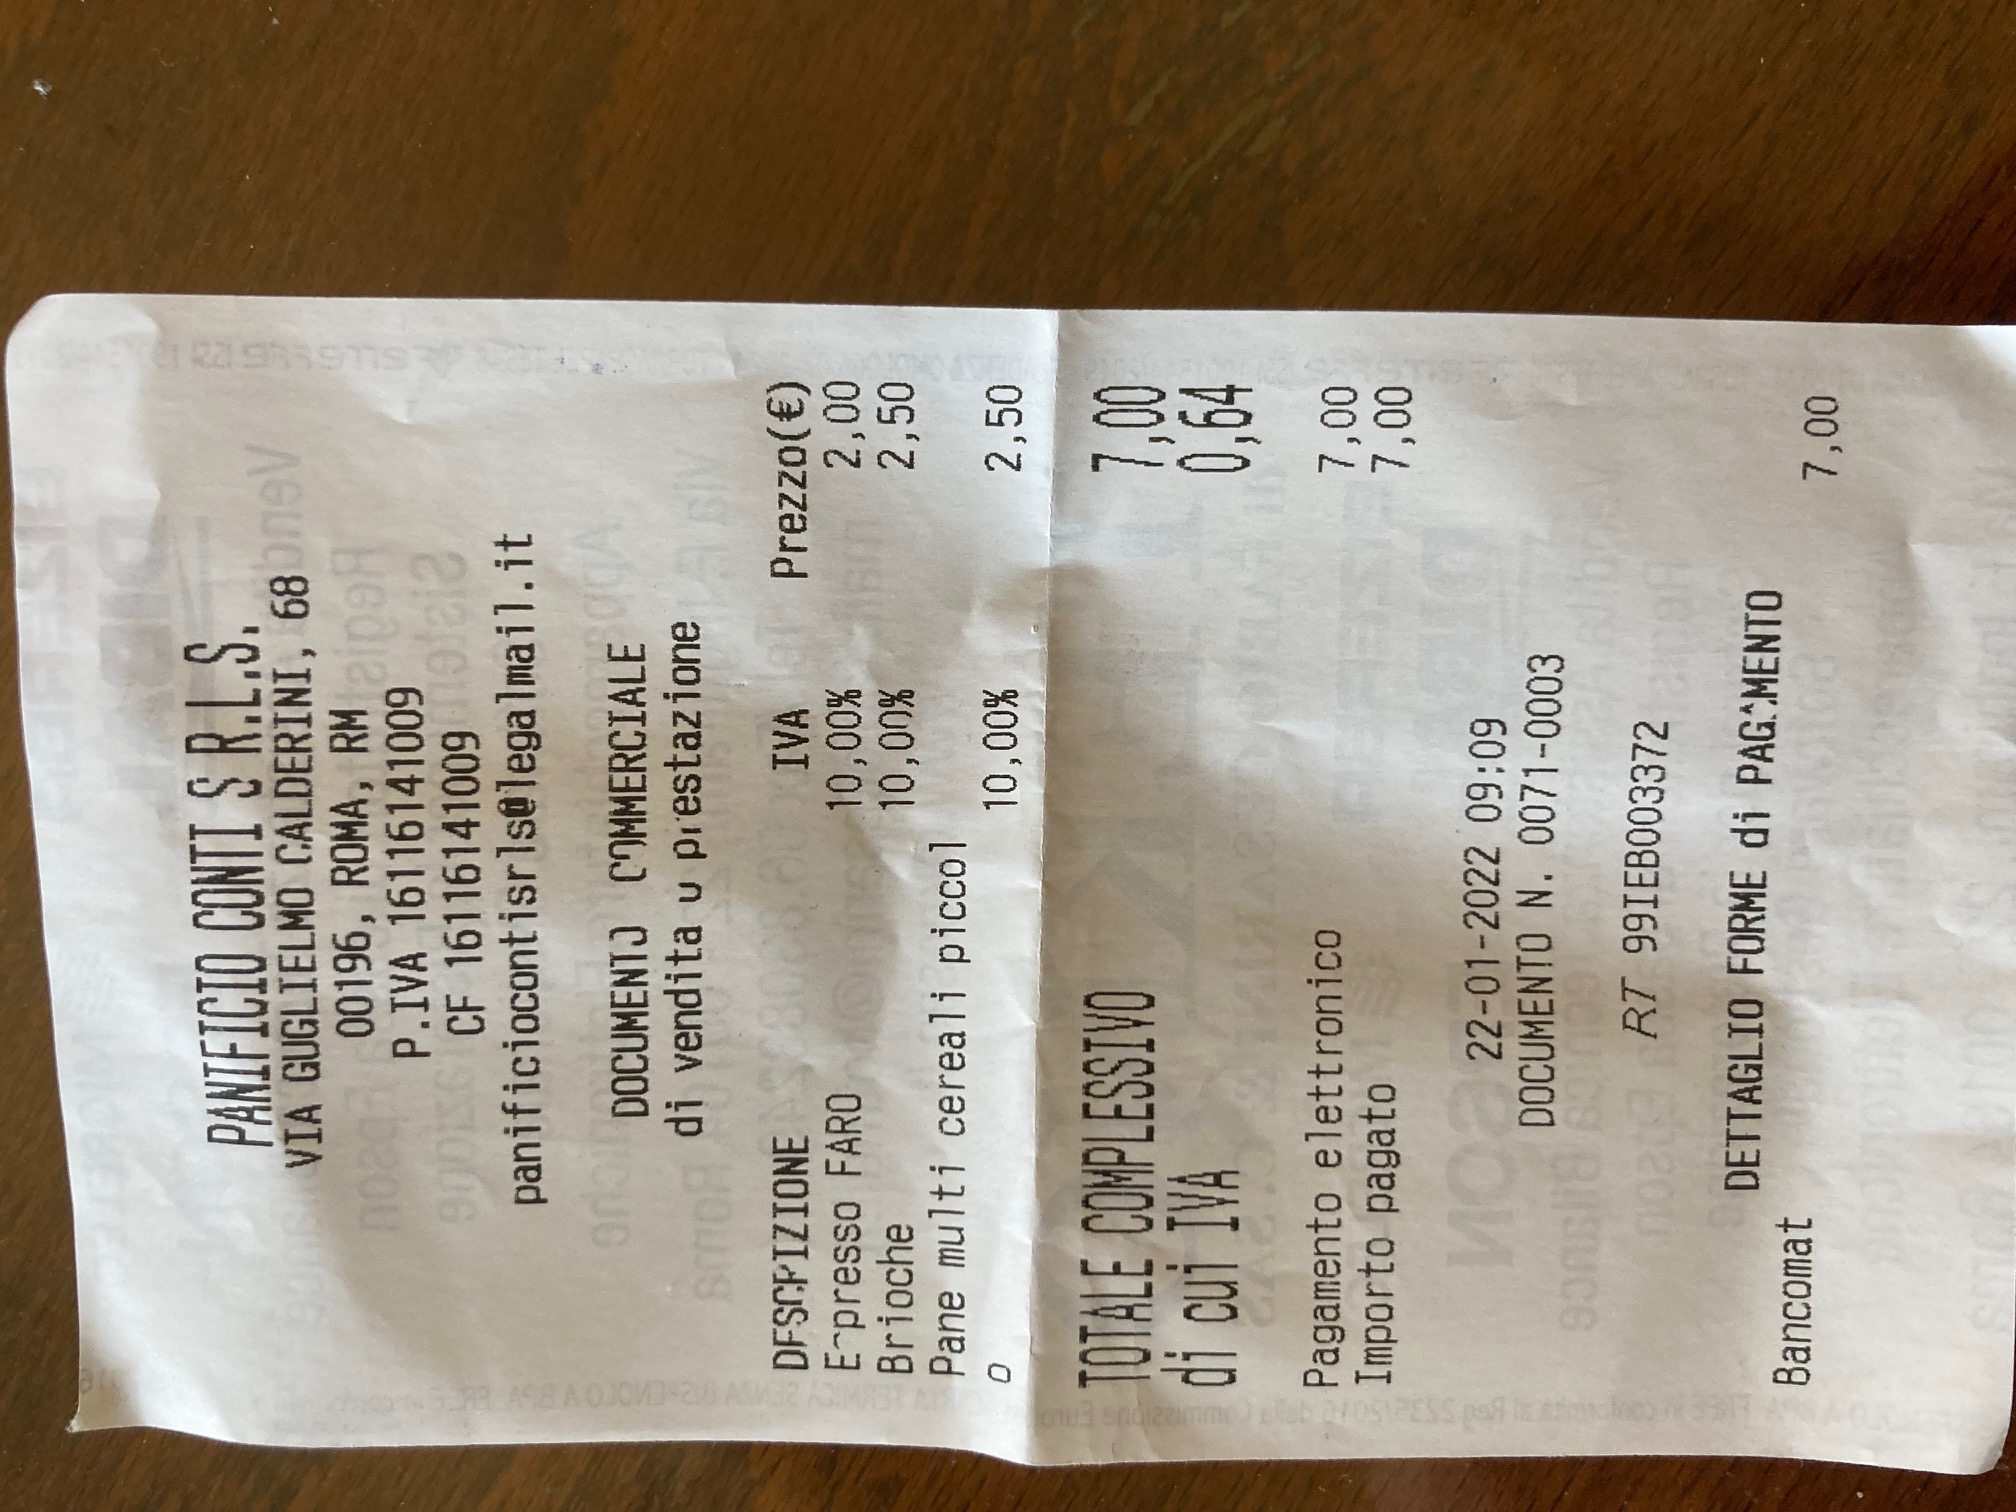 PANIFICIO CONTI S R.L.S.
VIA GUGLIELMO CALDERINI, 68
00196, ROMA, RM
P.IVA 16116141009
CF 16116141009
panificiocontisrls@legalmail.it
DOCUMENTO COMMERCIALE
di vendita o prestazione
DESCRIZIONE IVA Prezzo(€)
Espresso FARO 10,00% 2,00
Brioche 10,00% 2,50
Pane multi cereali piccol
o 10,00% 2,50
TOTALE COMPLESSIVO 7,00
di cui IVA 0,64
Pagamento elettronico 7,00
Importo pagato 7,00
22-01-2022 09:09
DOCUMENTO N. 0071-0003
RT 99IEB003372
DETTAGLIO FORME di PAGAMENTO
Bancomat 7,00